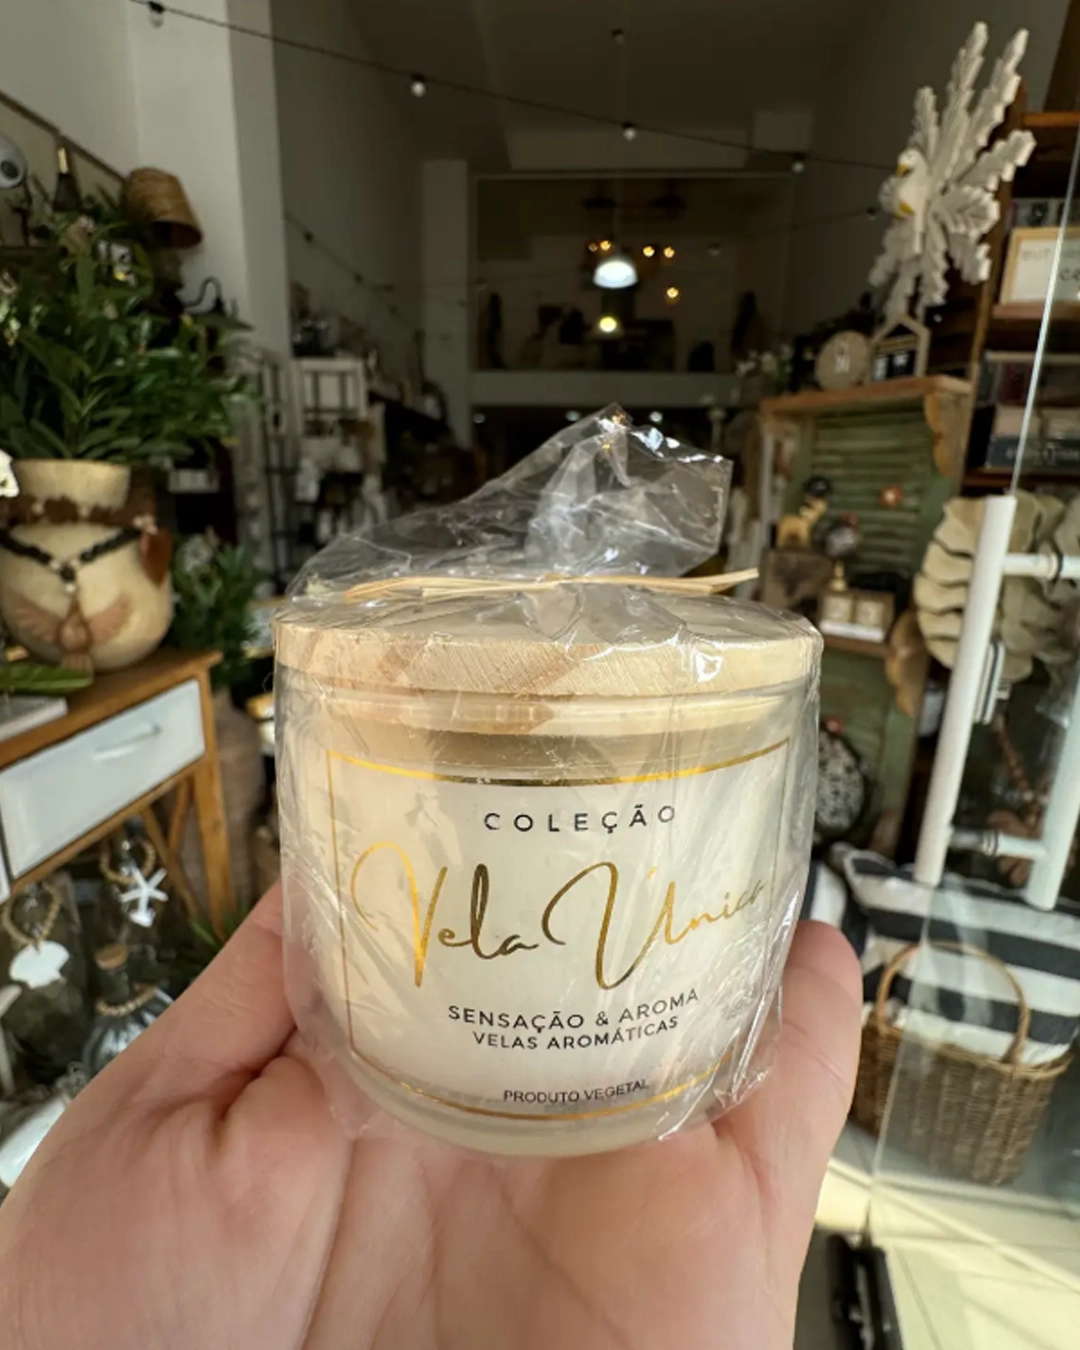 COLEÇÃO
Vela Única
SENSAÇÃO & AROMA
VELAS AROMÁTICAS
PRODUTO VEGETAL